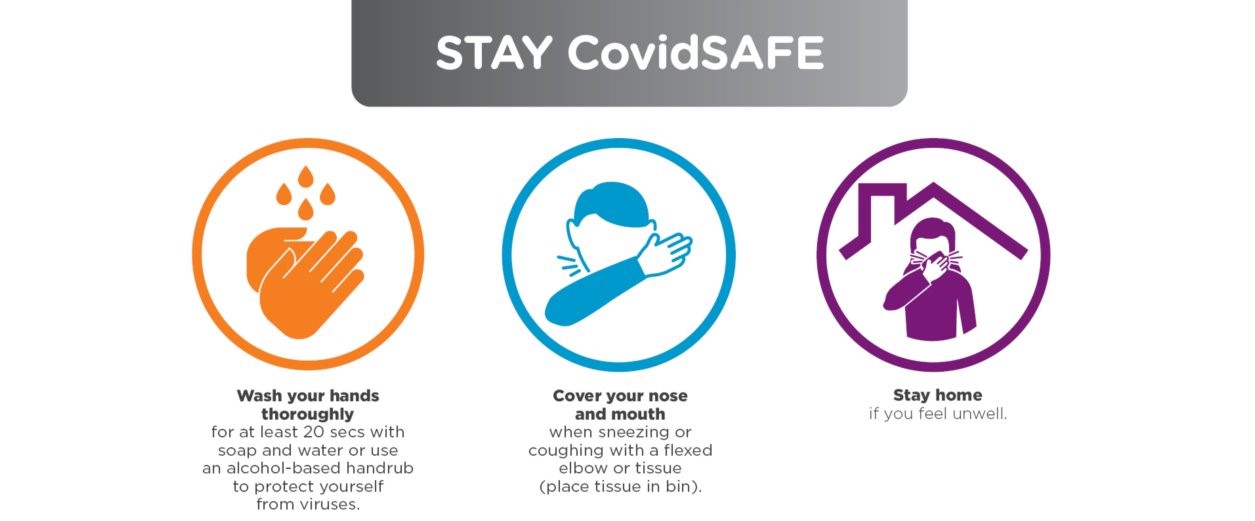 STAY CovidSAFE
Wash your hands
thoroughly
for at least 20 secs with
soap and water or use
an alcohol-based handrub
to protect yourself
from viruses.
Cover your nose
and mouth
when sneezing or
coughing with a flexed
elbow or tissue
(place tissue in bin).
Stay home
if you feel unwell.